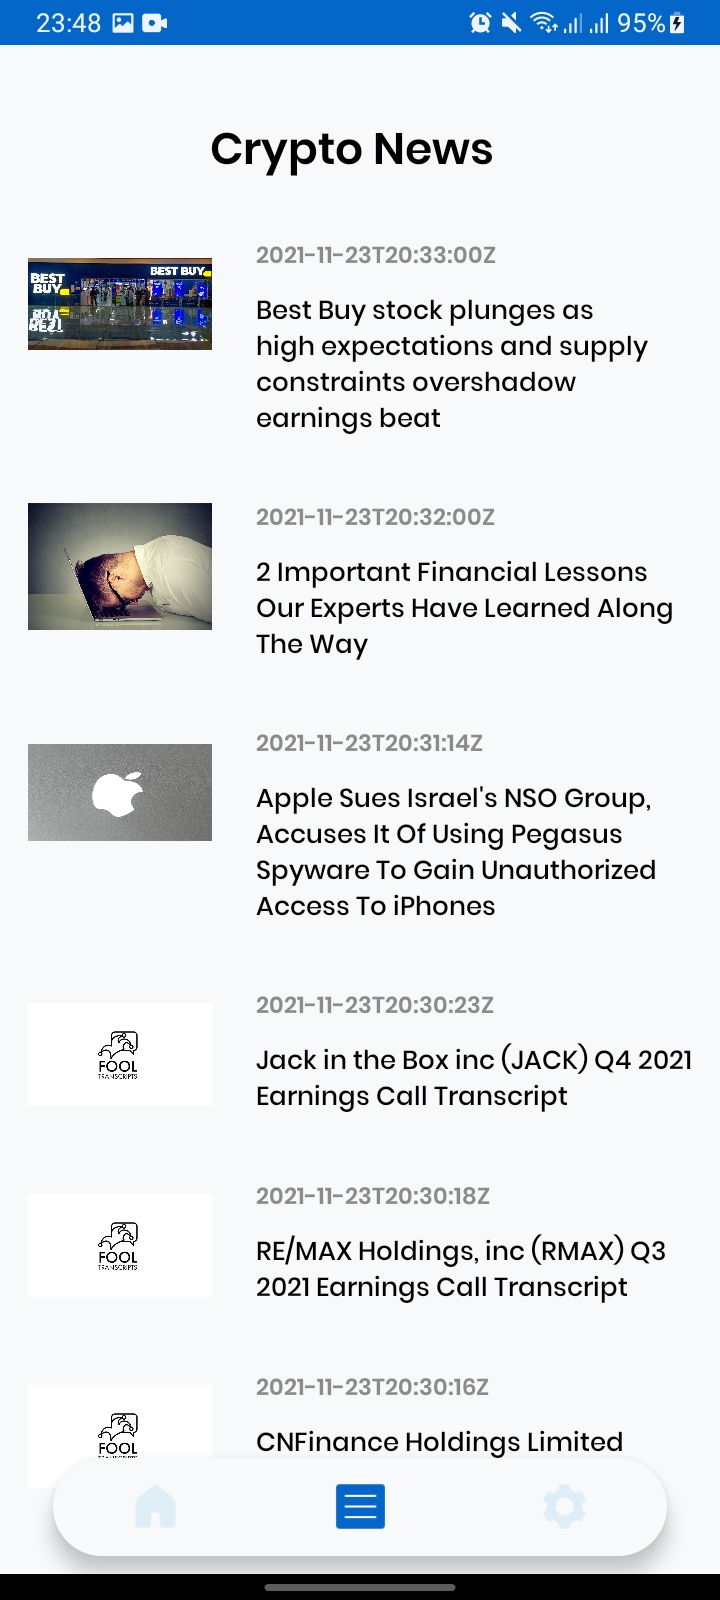 23:48
95%
Crypto News
2021-11-23T20:33:00Z
BEST BUY
BEST
BUY
Best Buy stock plunges as
high expectations and supply
constraints overshadow
earnings beat
2021-11-23T20:32:00Z
2 Important Financial Lessons
Our Experts Have Learned Along
The Way
2021-11-23T20:31:14Z
Apple Sues Israel's NSO Group,
Accuses It Of Using Pegasus
Spyware To Gain Unauthorized
Access To iPhones
2021-11-23T20:30:23Z
FOOL
TRANSCRIPTS
Jack in the Box inc (JACK) Q4 2021
Earnings Call Transcript
2021-11-23T20:30:18Z
FOOL
TRANSCRIPTS
RE/MAX Holdings, inc (RMAX) Q3
2021 Earnings Call Transcript
2021-11-23T20:30:16Z
FOOL
CNFinance Holdings Limited